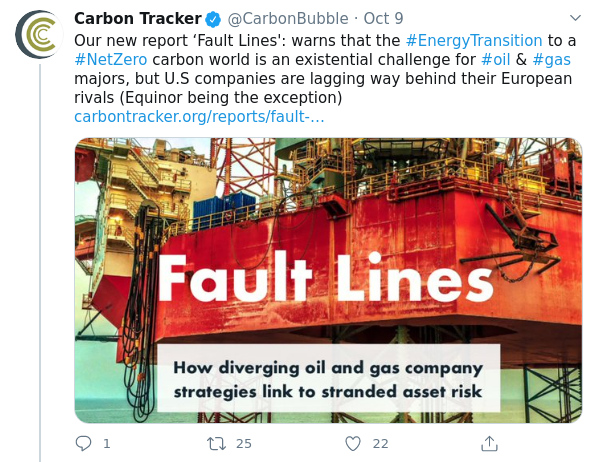 Carbon Tracker @CarbonBubble · Oct 9
Our new report ‘Fault Lines': warns that the #EnergyTransition to a
#NetZero carbon world is an existential challenge for #oil & #gas
majors, but U.S companies are lagging way behind their European
rivals (Equinor being the exception)
carbontracker.org/reports/fault-…
Fault Lines
How diverging oil and gas company
strategies link to stranded asset risk
1 25 22